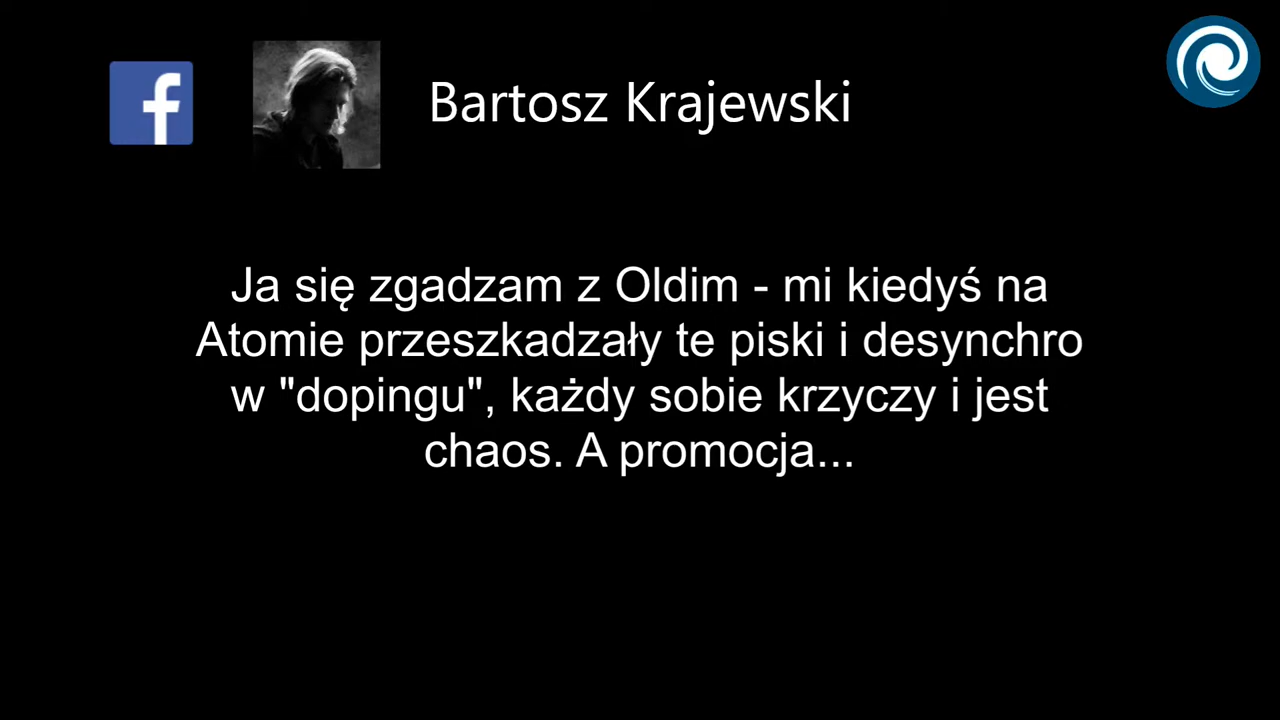 Bartosz Krajewski
Ja się zgadzam z Oldim - mi kiedyś na
Atomie przeszkadzały te piski i desynchro
w "dopingu", każdy sobie krzyczy i jest
chaos. A promocja...